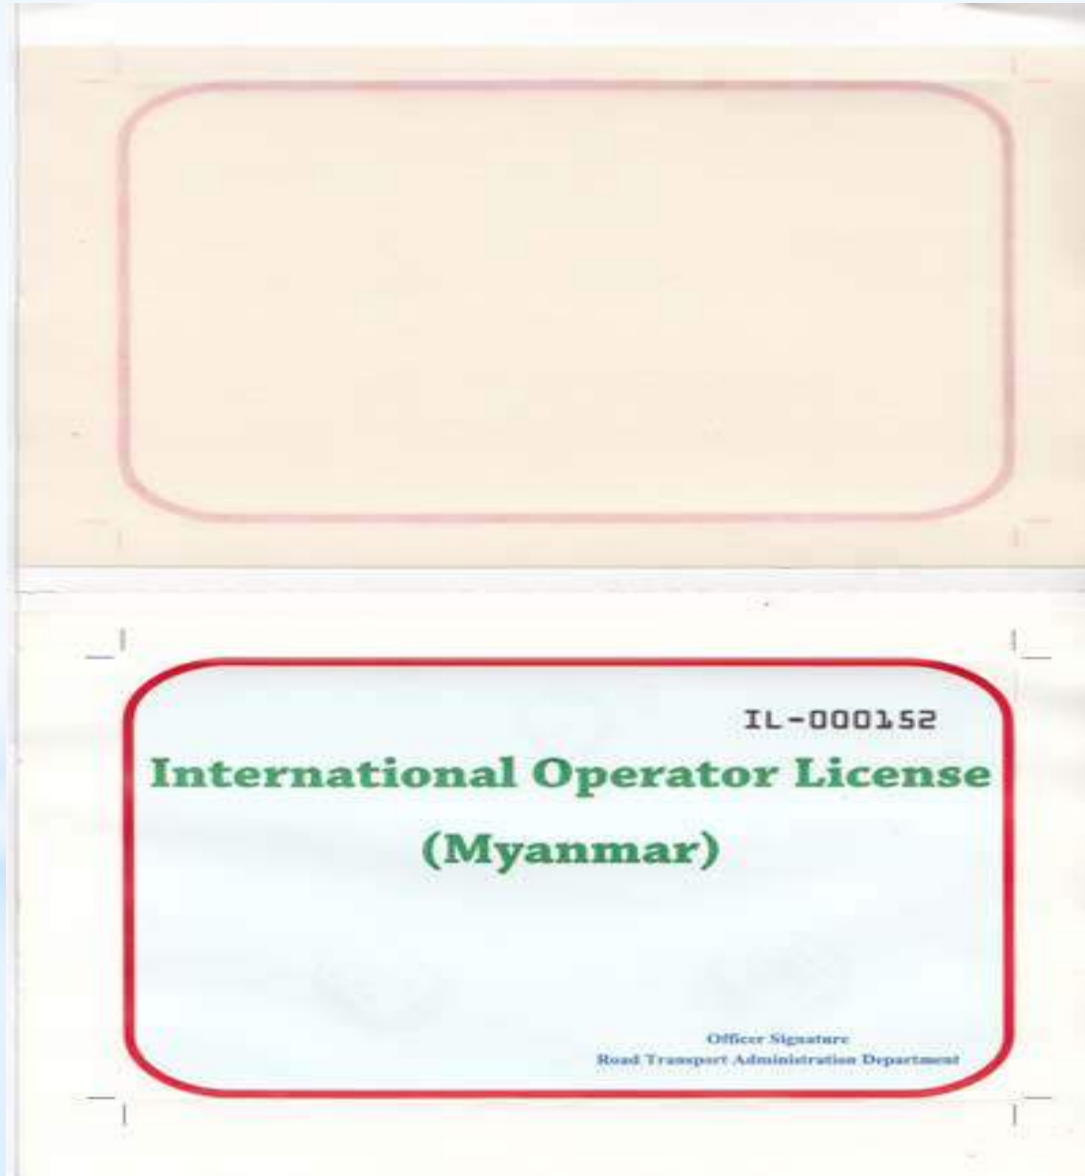 IL-000152
International Operator License
(Myanmar)
Officer Signature
Road Transport Administration Department